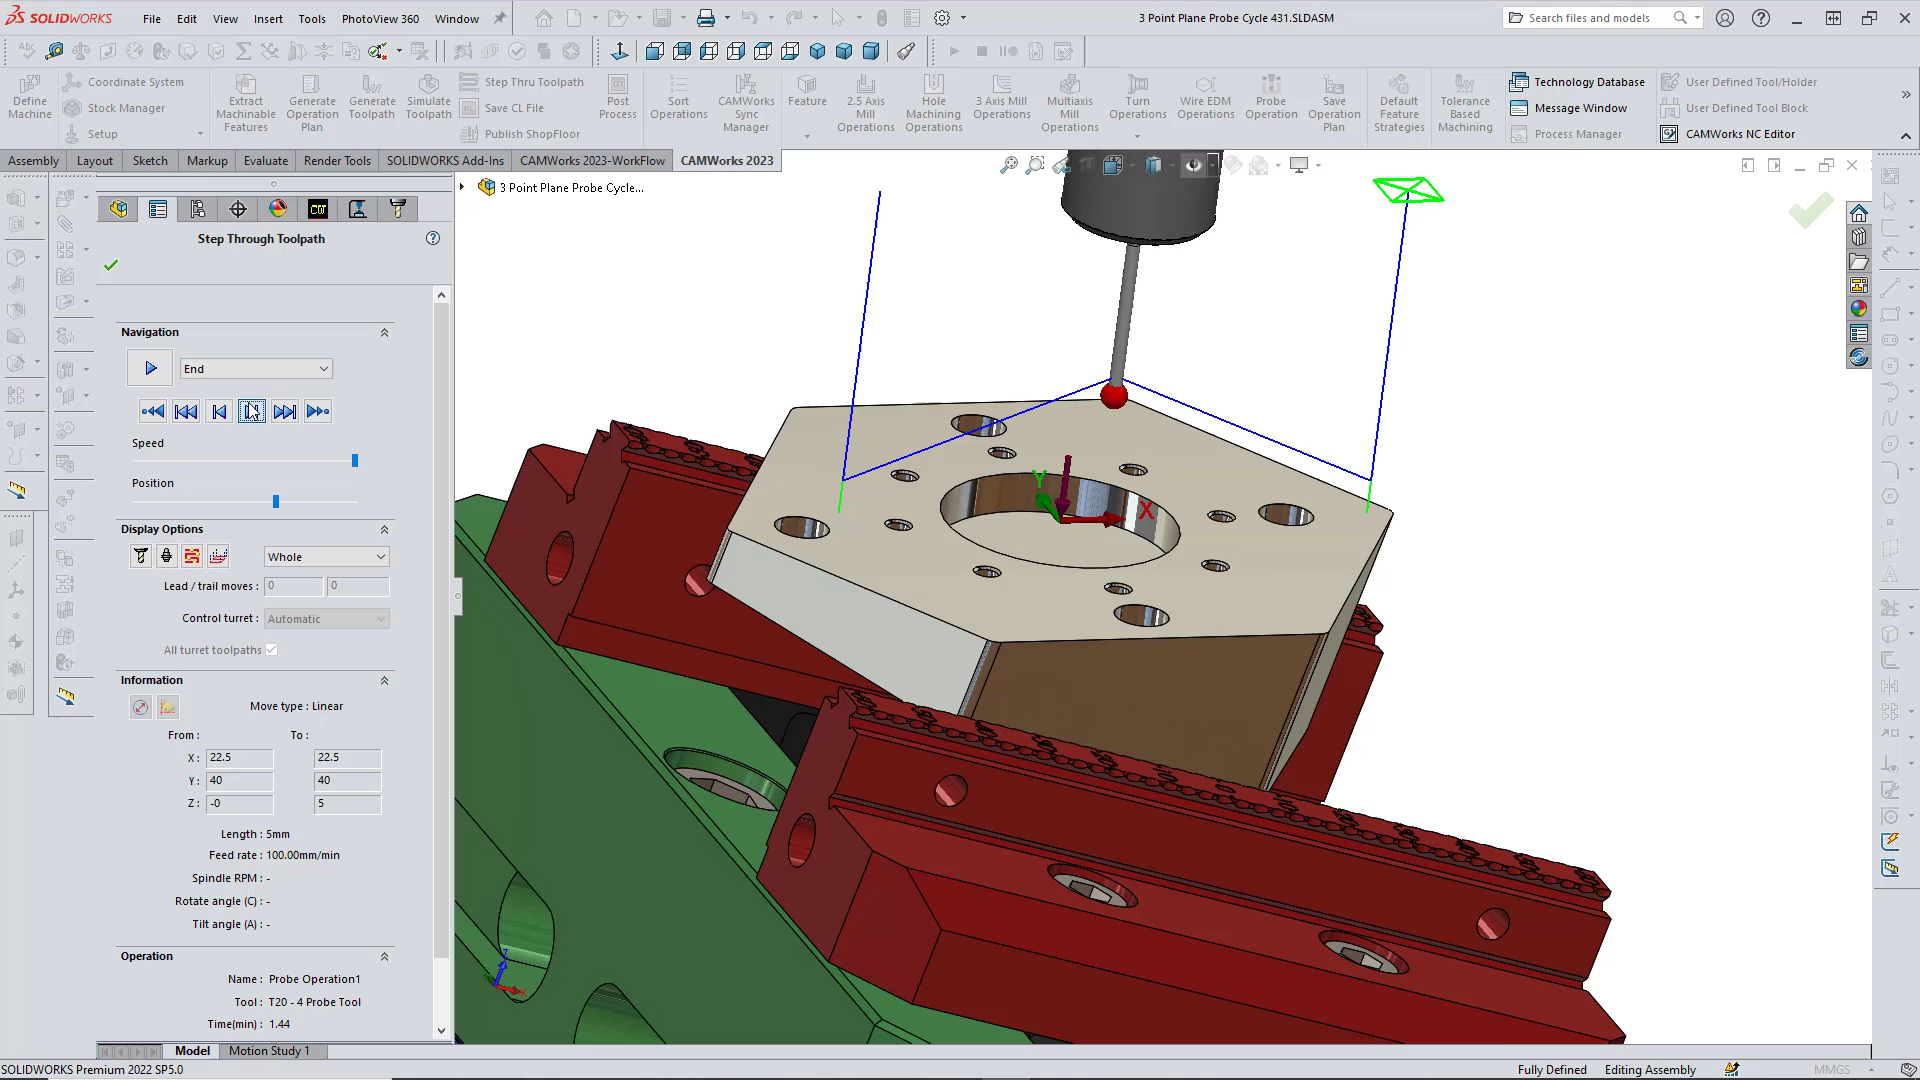 SOLIDWORKS
File
Edit
View
Insert
Tools
PhotoView 360
Window
3 Point Plane Probe Cycle 431.SLDASM
Search files and models
Define Machine
Coordinate System
Stock Manager
Setup
Extract Machinable Features
Generate Operation Plan
Generate Toolpath
Simulate Toolpath
Step Thru Toolpath
Save CL File
Publish ShopFloor
Post Process
Sort Operations
CAMWorks Sync Manager
Feature
2.5 Axis Mill Operations
Hole Machining Operations
3 Axis Mill Operations
Multiaxis Mill Operations
Turn Operations
Wire EDM Operations
Probe Operation
Save Operation Plan
Default Feature Strategies
Tolerance Based Machining
Technology Database
Message Window
Process Manager
User Defined Tool/Holder
User Defined Tool Block
CAMWorks NC Editor
Assembly
Layout
Sketch
Markup
Evaluate
Render Tools
SOLIDWORKS Add-Ins
CAMWorks 2023-WorkFlow
CAMWorks 2023
3 Point Plane Probe Cycle...
Step Through Toolpath
Navigation
End
Speed
Position
Display Options
Whole
Lead / trail moves : 0 0
Control turret : Automatic
All turret toolpaths
Information
Move type : Linear
From : To :
X : 22.5 22.5
Y : 40 40
Z : -0 5
Length : 5mm
Feed rate : 100.00mm/min
Spindle RPM : -
Rotate angle (C) : -
Tilt angle (A) : -
Operation
Name : Probe Operation1
Tool : T20 - 4 Probe Tool
Time(min) : 1.44
Y
X
Z
X
Model
Motion Study 1
SOLIDWORKS Premium 2022 SP5.0
Fully Defined
Editing Assembly
MMGS